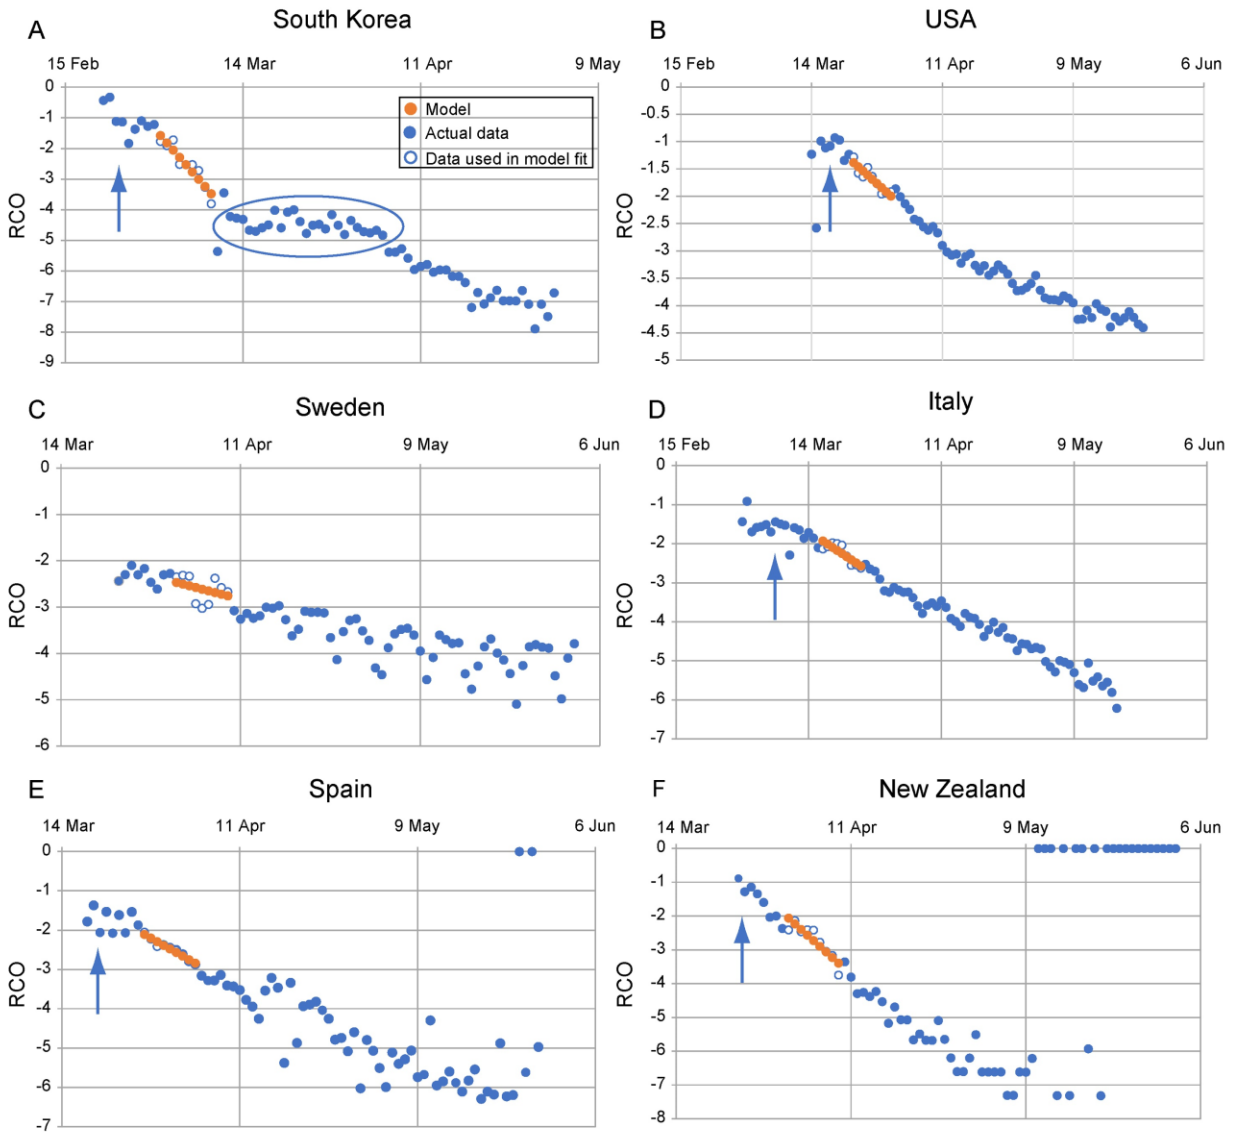 A
South Korea
15 Feb 14 Mar 11 Apr 9 May
0
-1
-2
-3
-4
-5
-6
-7
-8
-9
RCO
Model
Actual data
Data used in model fit
B
USA
15 Feb 14 Mar 11 Apr 9 May 6 Jun
0
-0.5
-1
-1.5
-2
-2.5
-3
-3.5
-4
-4.5
-5
RCO
C
Sweden
14 Mar 11 Apr 9 May 6 Jun
0
-1
-2
-3
-4
-5
-6
RCO
D
Italy
15 Feb 14 Mar 11 Apr 9 May 6 Jun
0
-1
-2
-3
-4
-5
-6
-7
RCO
E
Spain
14 Mar 11 Apr 9 May 6 Jun
0
-1
-2
-3
-4
-5
-6
-7
RCO
F
New Zealand
14 Mar 11 Apr 9 May 6 Jun
0
-1
-2
-3
-4
-5
-6
-7
-8
RCO